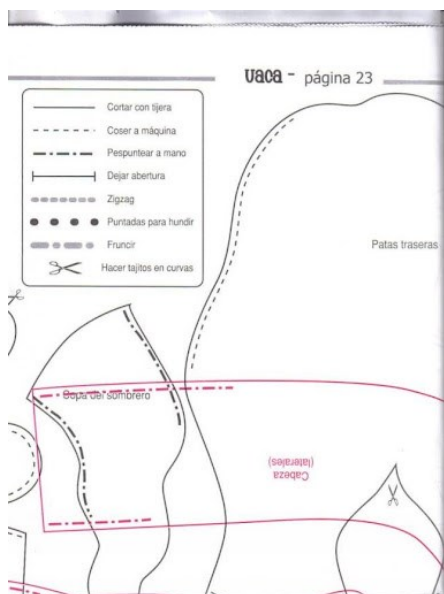 vaca - página 23
Cortar con tijera
Coser a máquina
Pespuntear a mano
Dejar abertura
Zigzag
Puntadas para hundir
Fruncir
Hacer tajitos en curvas
Patas traseras
Copa del sombrero
Cabeza
(laterales)